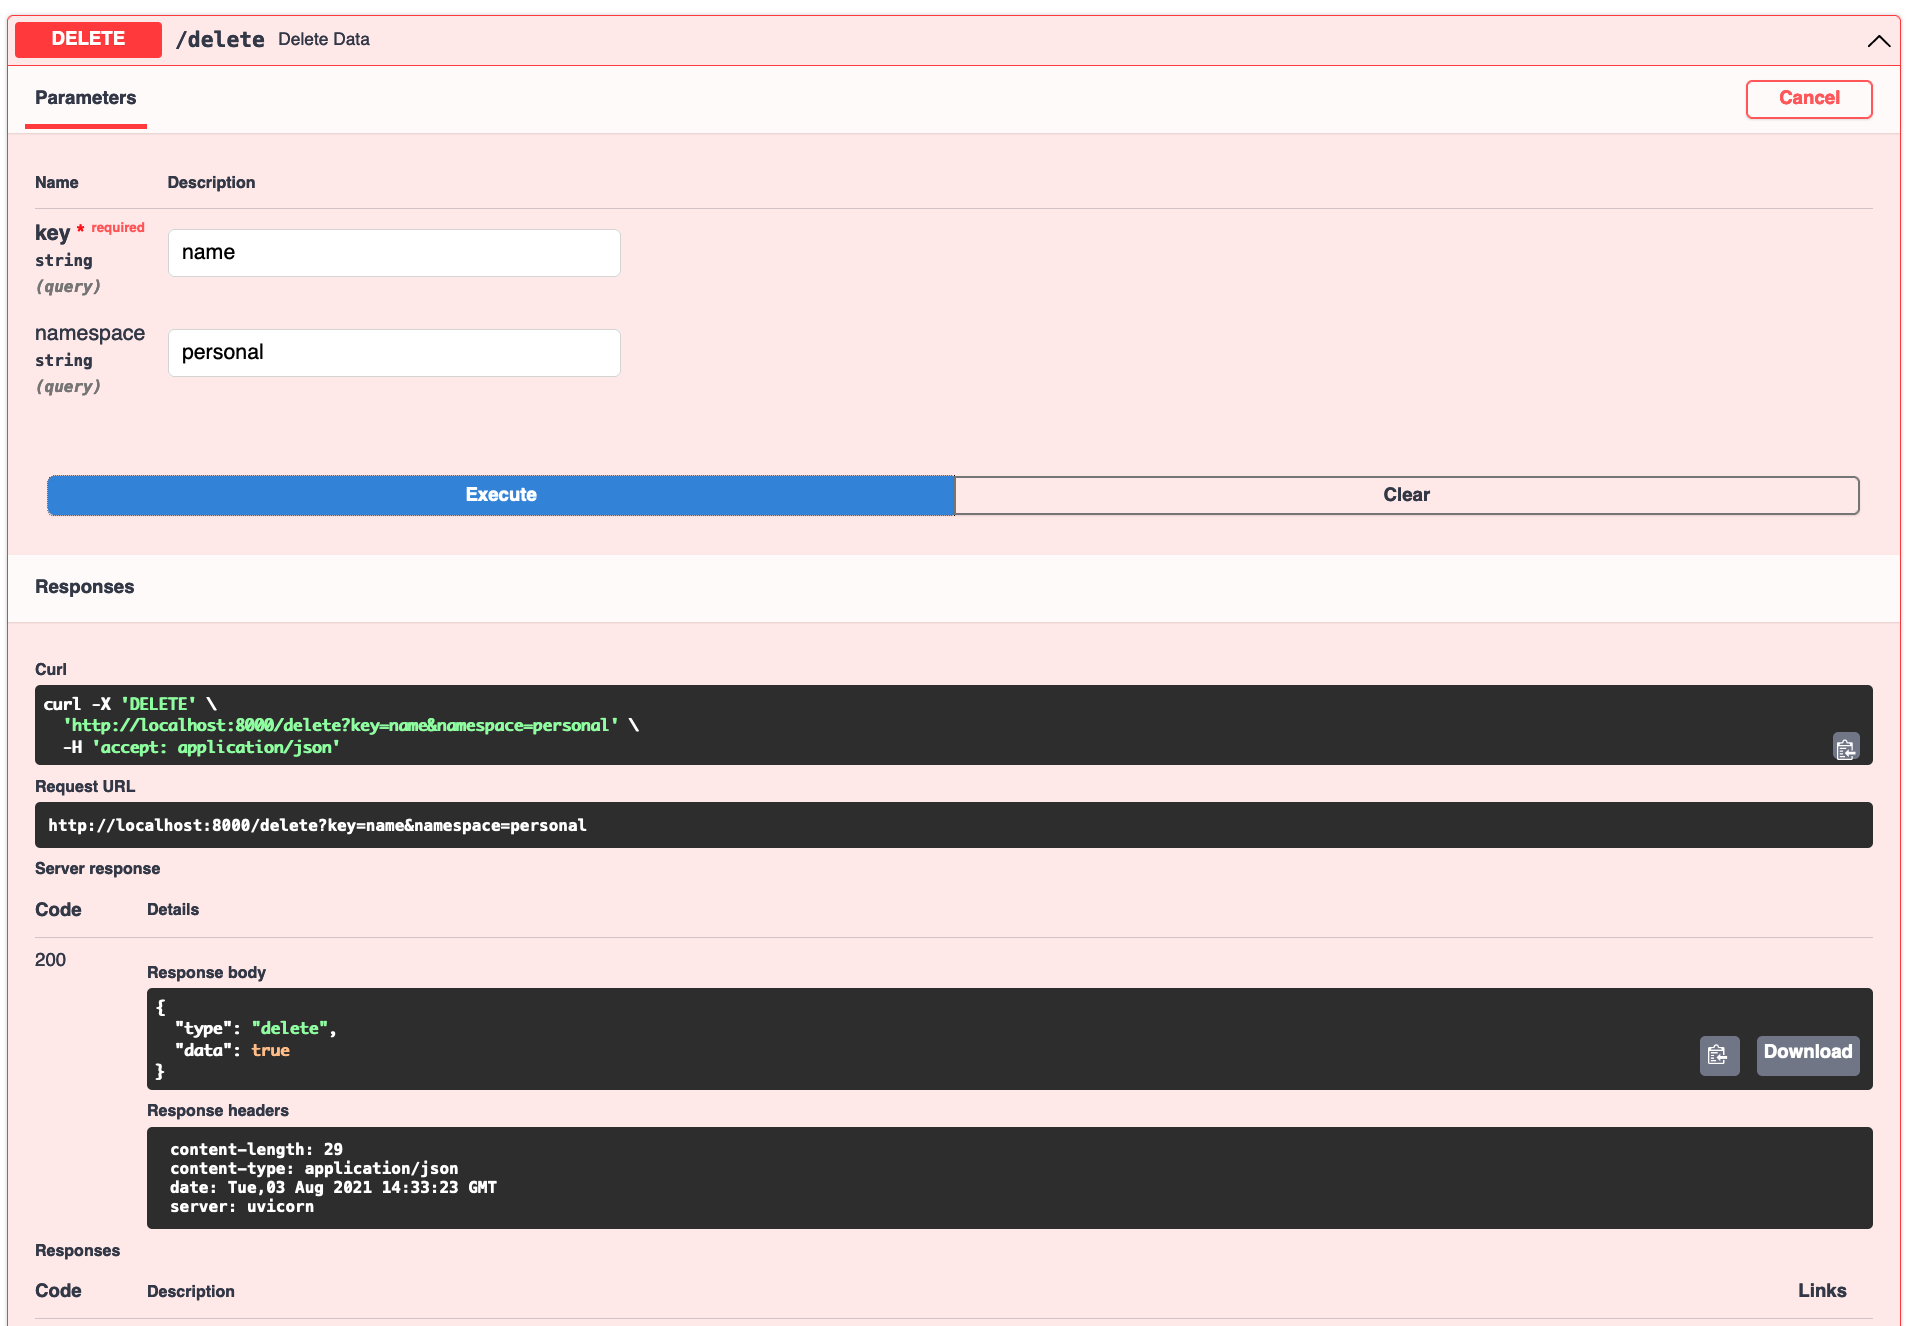 DELETE /delete Delete Data
Parameters
Cancel
Name Description
key * required
string
(query)
name
namespace
string
(query)
personal
Execute Clear
Responses
Curl
curl -X 'DELETE' \
  'http://localhost:8000/delete?key=name&namespace=personal' \
  -H 'accept: application/json'
Request URL
http://localhost:8000/delete?key=name&namespace=personal
Server response
Code Details
200
Response body
{
  "type": "delete",
  "data": true
}
Download
Response headers
content-length: 29
content-type: application/json
date: Tue,03 Aug 2021 14:33:23 GMT
server: uvicorn
Responses
Code Description Links